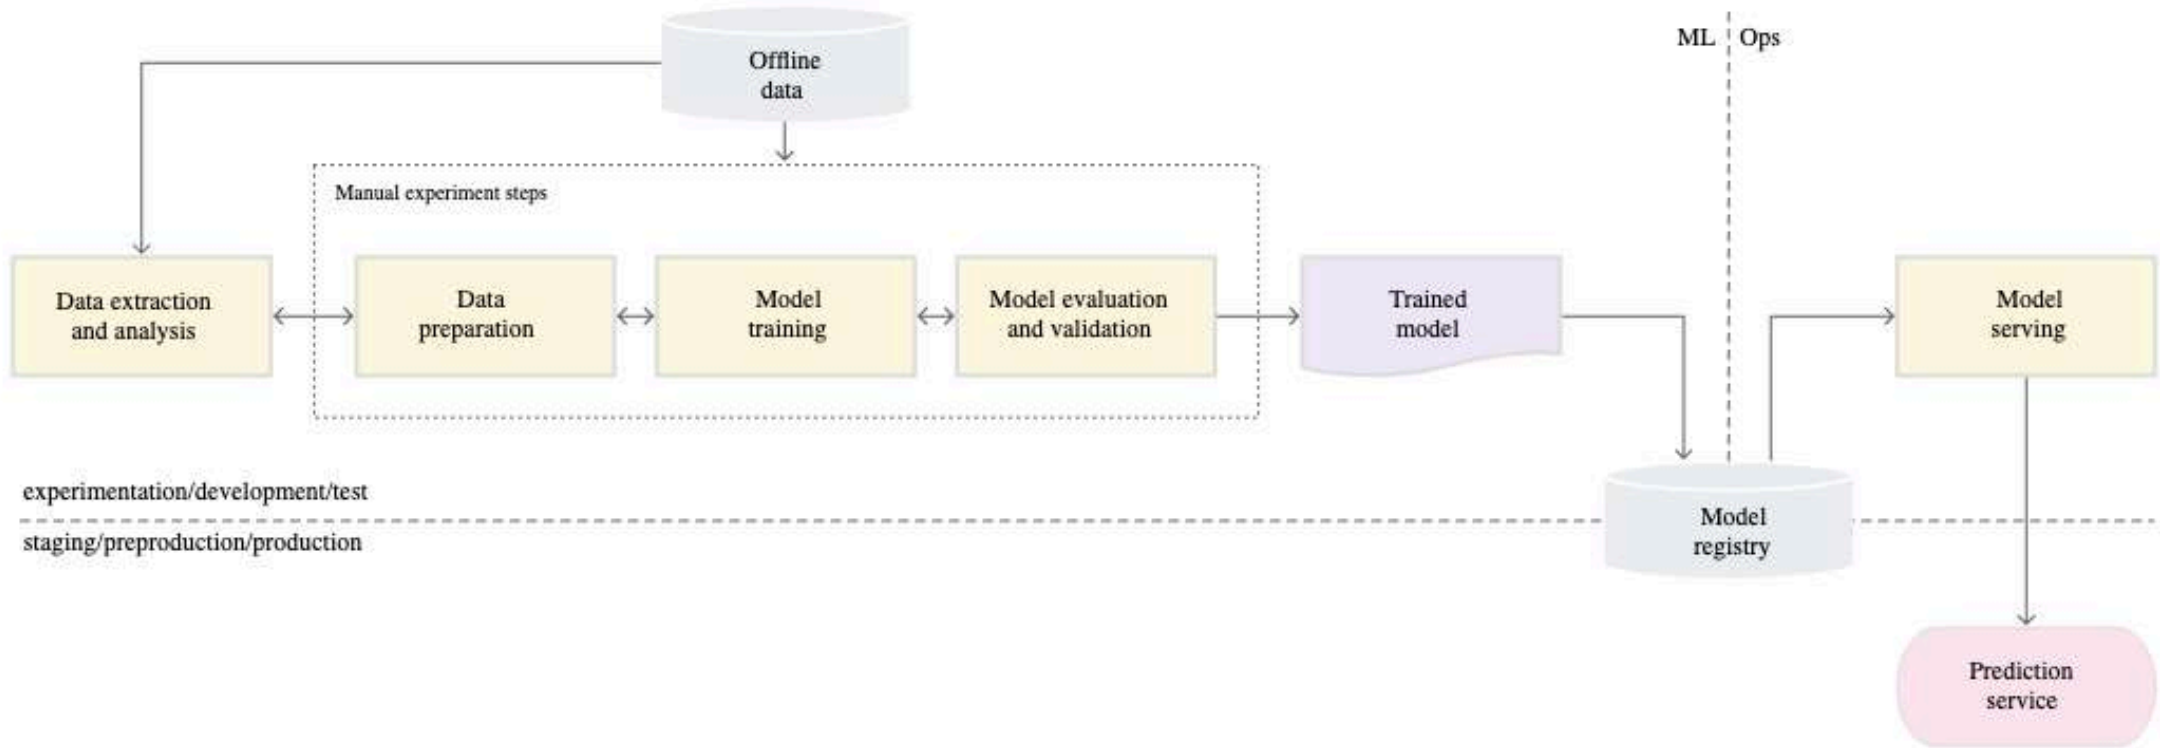 Offline
data
ML
Ops
Manual experiment steps
Data extraction
and analysis
Data
preparation
Model
training
Model evaluation
and validation
Trained
model
Model
serving
experimentation/development/test
staging/preproduction/production
Model
registry
Prediction
service